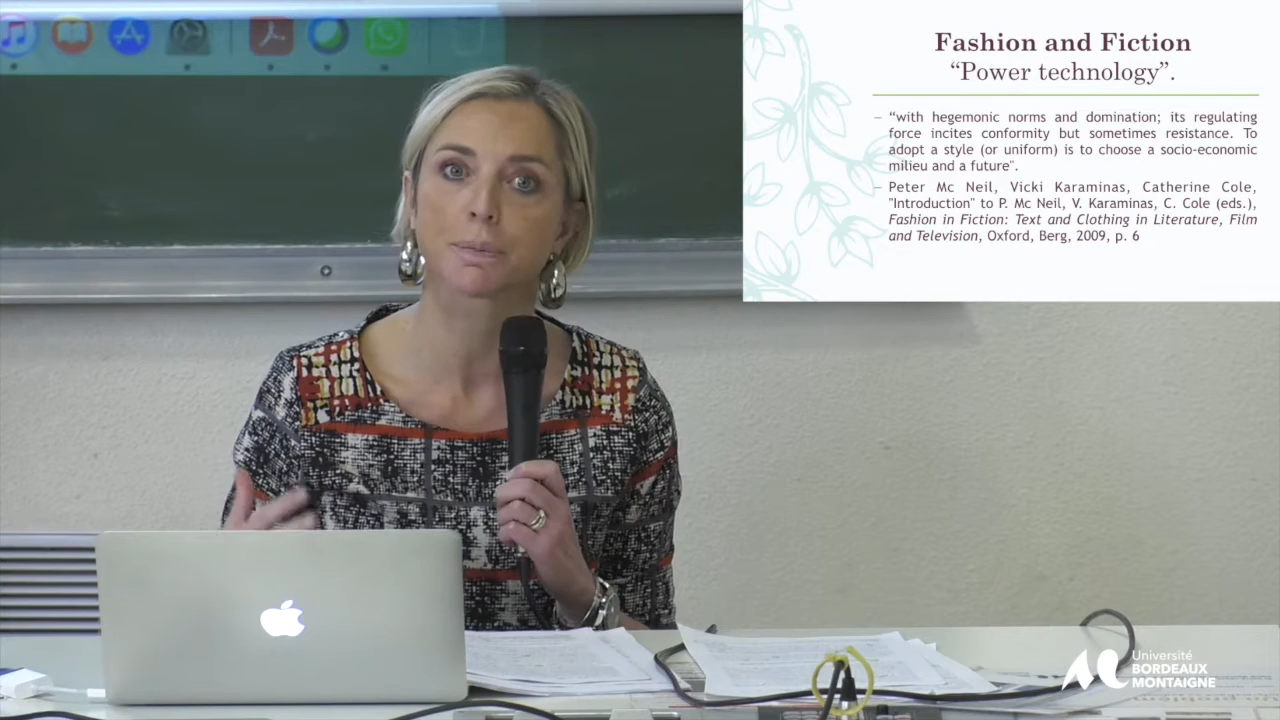 Fashion and Fiction
“Power technology”.
– “with hegemonic norms and domination; its regulating
force incites conformity but sometimes resistance. To
adopt a style (or uniform) is to choose a socio-economic
milieu and a future".
– Peter Mc Neil, Vicki Karaminas, Catherine Cole,
"Introduction" to P. Mc Neil, V. Karaminas, C. Cole (eds.),
Fashion in Fiction: Text and Clothing in Literature, Film
and Television, Oxford, Berg, 2009, p. 6
Université
BORDEAUX
MONTAIGNE